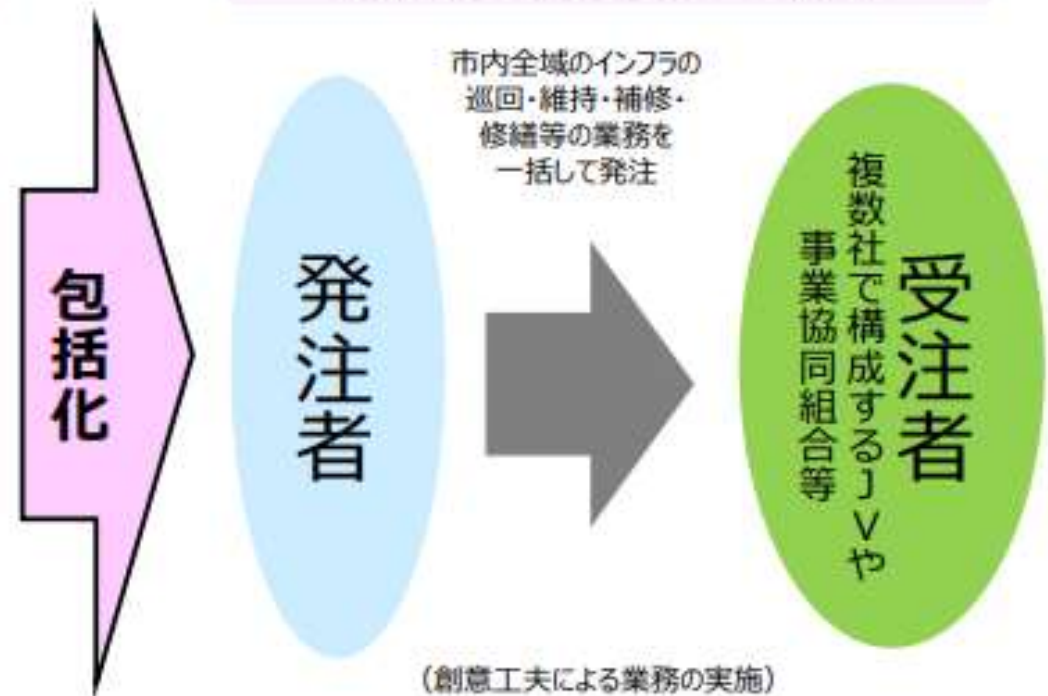 包括化
発注者
市内全域のインフラの
巡回・維持・補修・
修繕等の業務を
一括して発注
受注者
複数社で構成するJVや
事業協同組合等
（創意工夫による業務の実施）